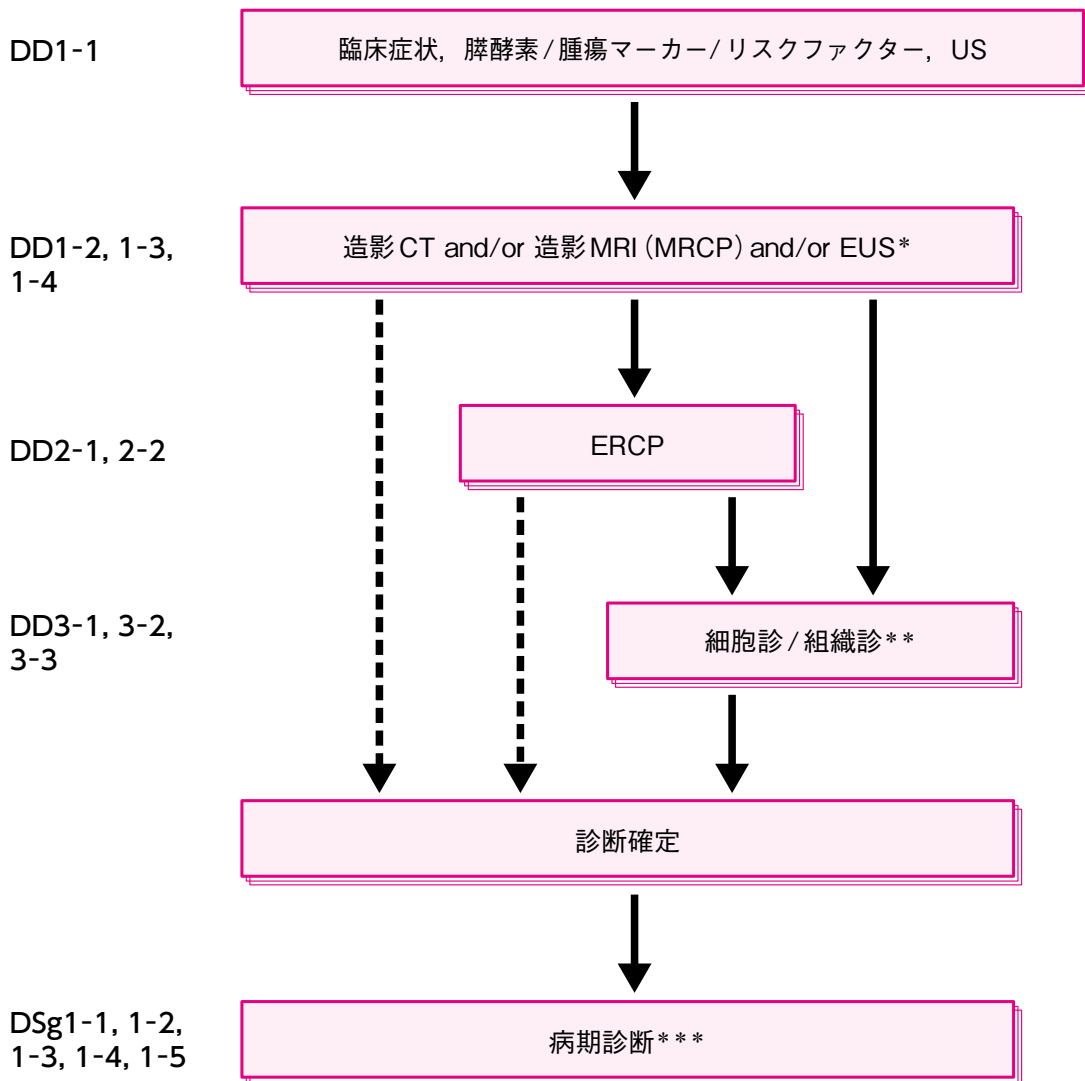 DD1-1
臨床症状，膵酵素/腫瘍マーカー/リスクファクター，US
DD1-2, 1-3,
1-4
造影CT and/or 造影MRI（MRCP）and/or EUS*
DD2-1, 2-2
ERCP
DD3-1, 3-2,
3-3
細胞診/組織診**
診断確定
DSg1-1, 1-2,
1-3, 1-4, 1-5
病期診断***